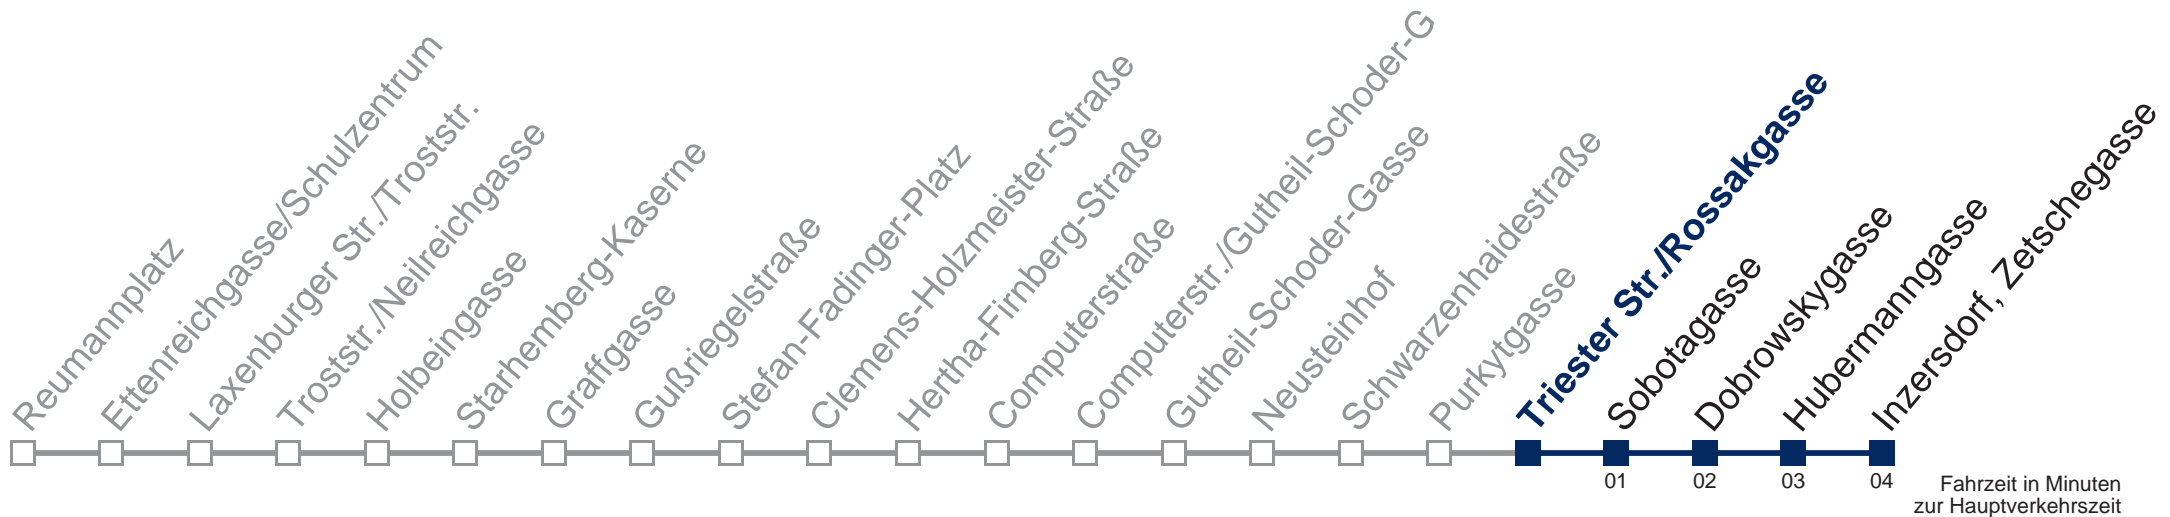 Reumannplatz
Ettenreichgasse/Schulzentrum
Laxenburger Str./Troststr.
Troststr./Neilreichgasse
Holbeingasse
Starhemberg-Kaserne
Graffgasse
Gußriegelstraße
Stefan-Fadinger-Platz
Clemens-Holzmeister-Straße
Hertha-Firnberg-Straße
Computerstraße
Computerstr./Gutheil-Schoder-G
Gutheil-Schoder-Gasse
Neusteinhof
Schwarzenhaidestraße
Purkytgasse
Triester Str./Rossakgasse
Sobotagasse
Dobrowskygasse
Hubermanngasse
Inzersdorf, Zetschegasse
01 02 03 04
Fahrzeit in Minuten
zur Hauptverkehrszeit